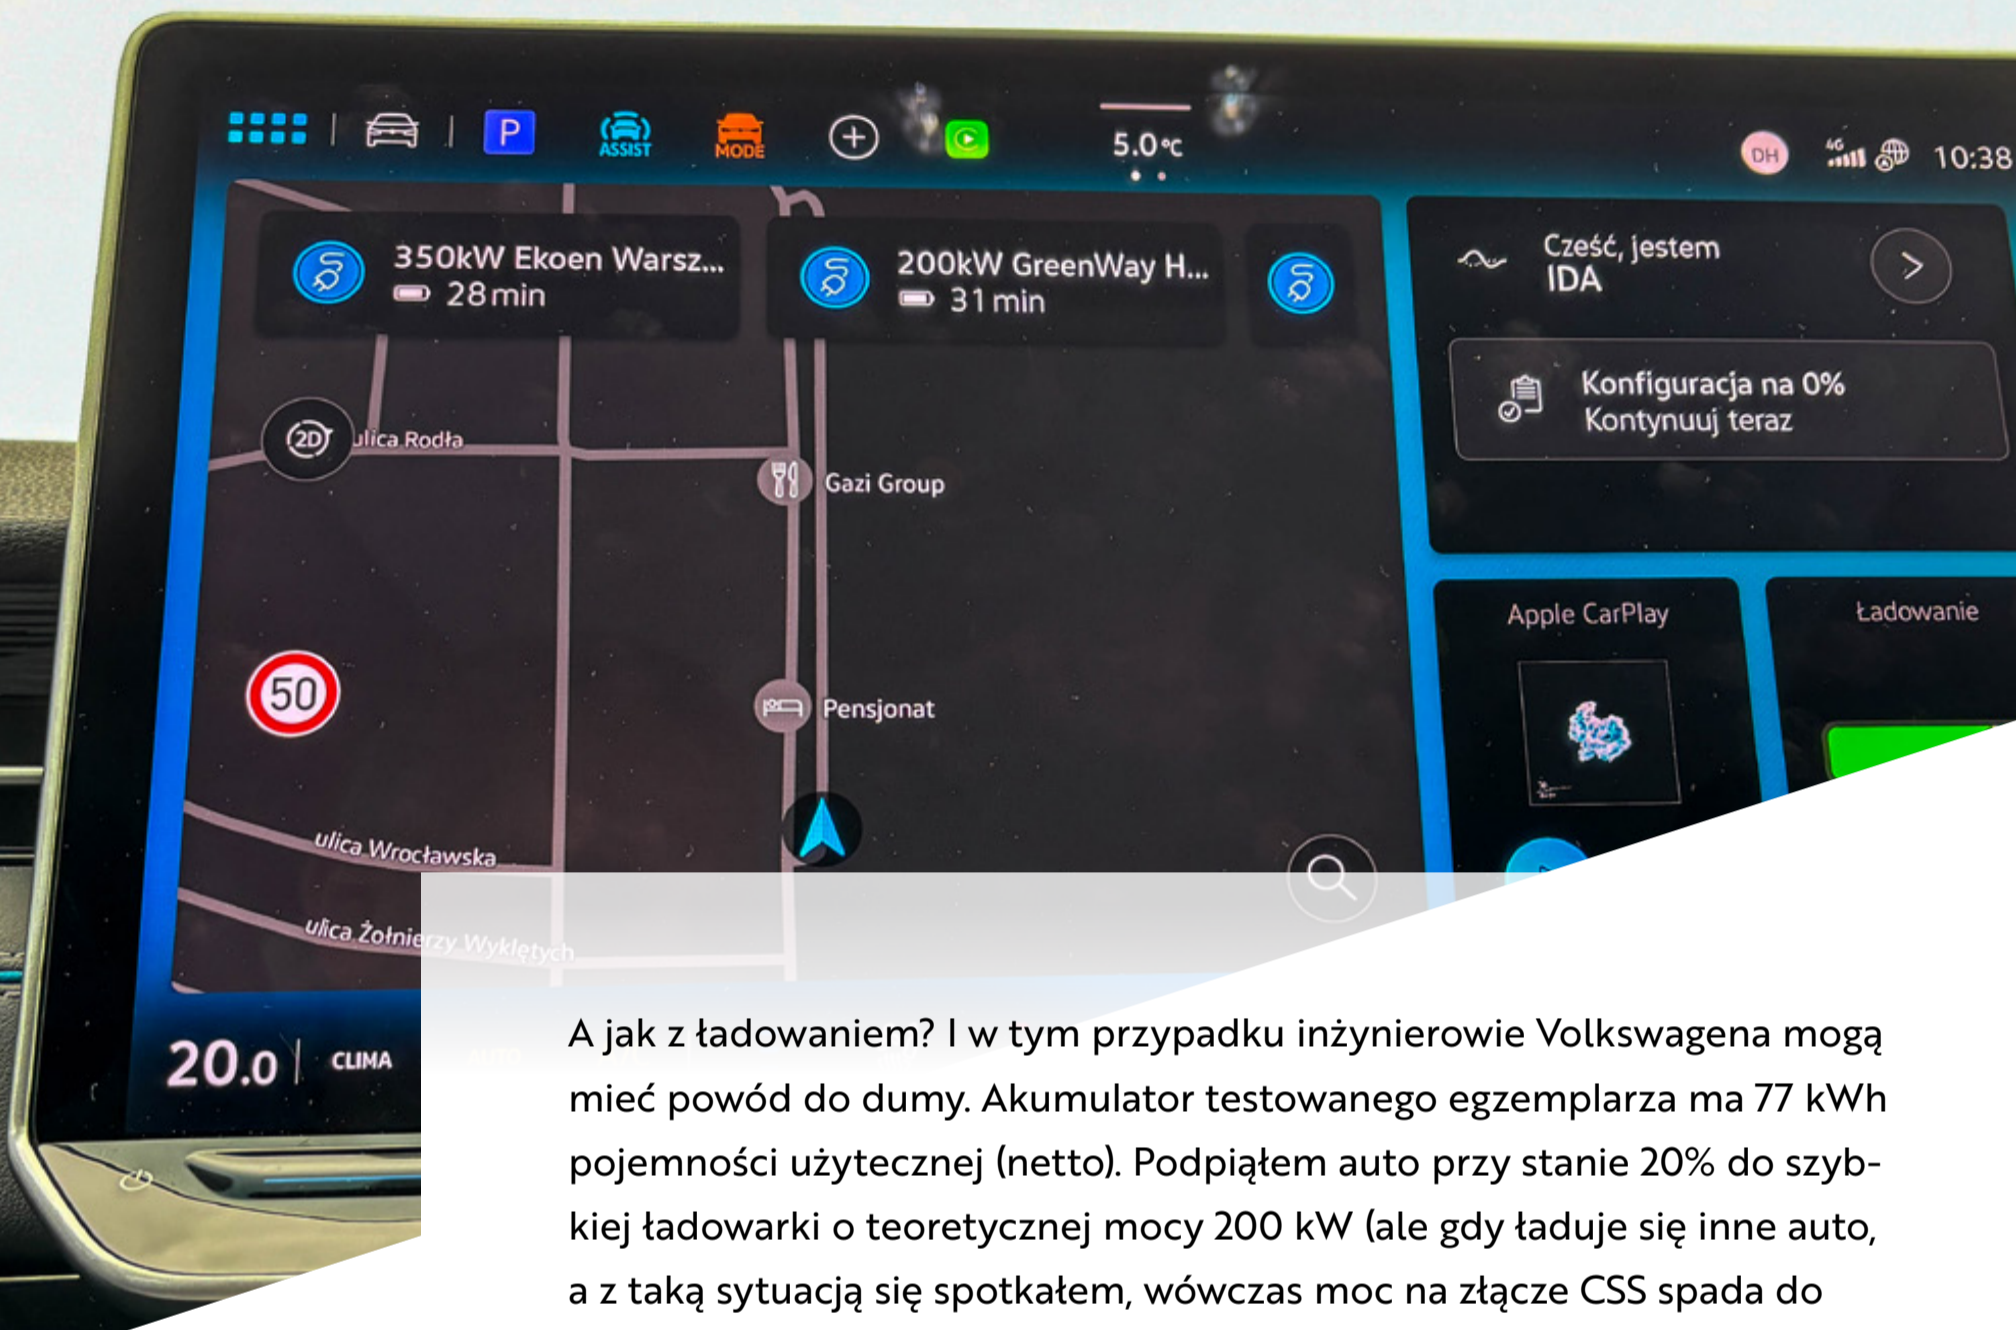 P
ASSIST
MODE
5.0°C
DH
4G
10:38
350kW Ekoen Warsz...
28min
200kW GreenWay H...
31min
Cześć, jestem
IDA
Konfiguracja na 0%
Kontynuuj teraz
2D
ulica Rodła
Gazi Group
50
Pensjonat
Apple CarPlay
Ładowanie
ulica Wrocławska
ulica Żołnierzy Wyklętych
20.0
CLIMA
A jak z ładowaniem? I w tym przypadku inżynierowie Volkswagena mogą
mieć powód do dumy. Akumulator testowanego egzemplarza ma 77 kWh
pojemności użytecznej (netto). Podpiąłem auto przy stanie 20% do szyb-
kiej ładowarki o teoretycznej mocy 200 kW (ale gdy ładuje się inne auto,
a z taką sytuacją się spotkałem, wówczas moc na złącze CSS spada do